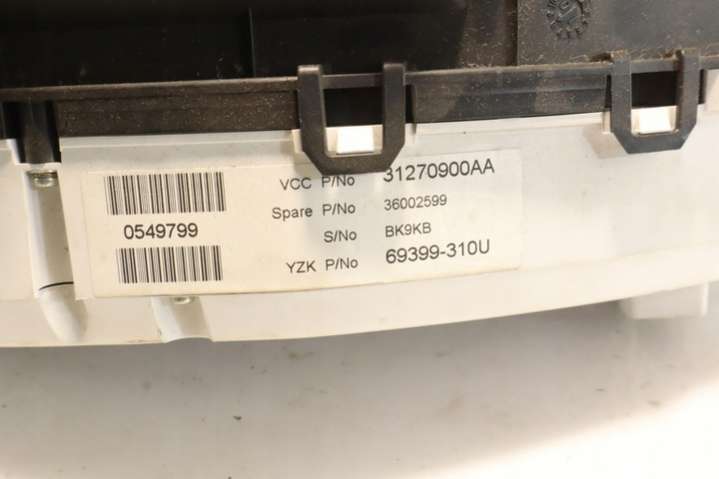 VCC P/No 31270900AA
Spare P/No 36002599
0549799
S/No BK9KB
YZK P/No 69399-310U